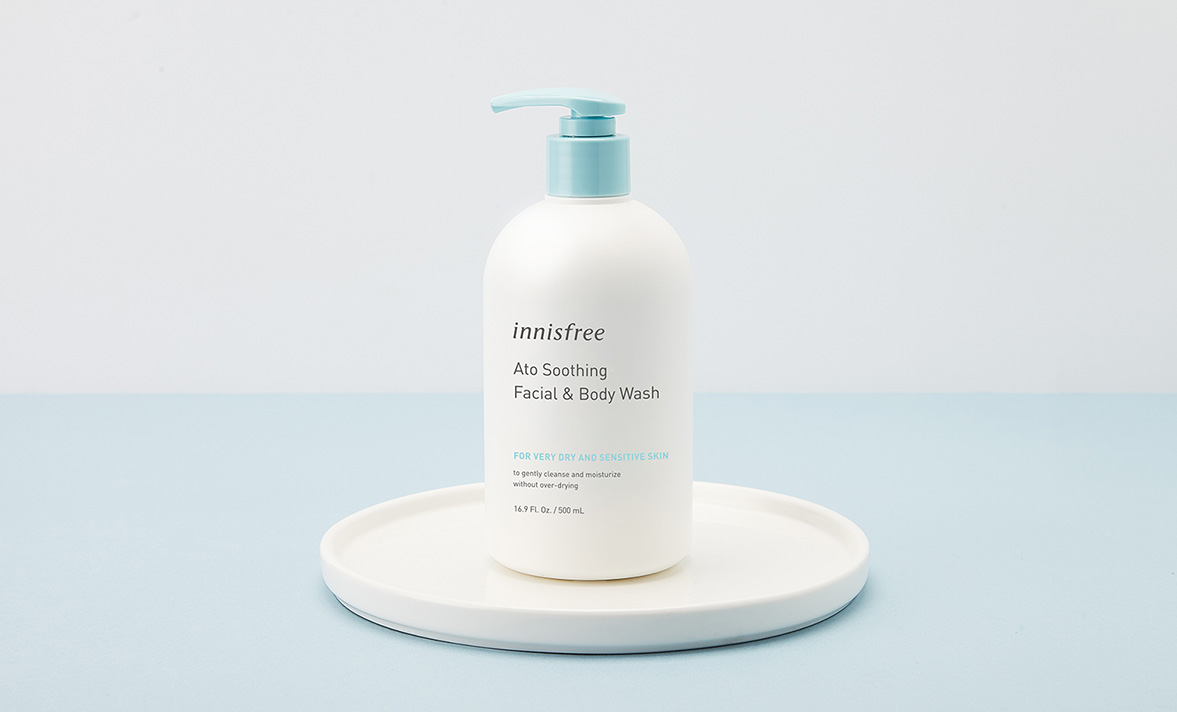 innisfree
Ato Soothing
Facial & Body Wash
FOR VERY DRY AND SENSITIVE SKIN
to gently cleanse and moisturize
without over-drying
16.9 Fl. Oz. / 500 mL